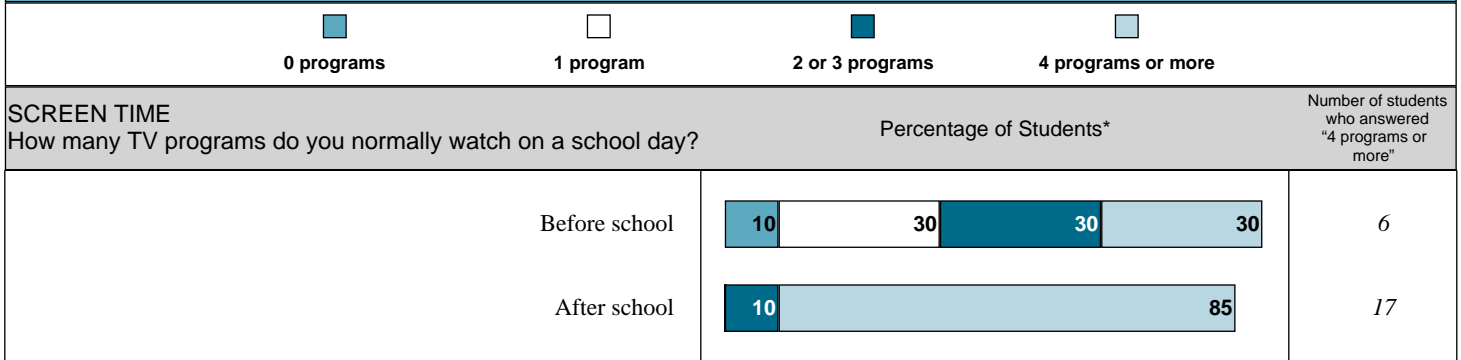 0 programs 1 program 2 or 3 programs 4 programs or more
SCREEN TIME
How many TV programs do you normally watch on a school day?
Percentage of Students*
Number of students
who answered
“4 programs or
more”
Before school 10 30 30 30 6
After school 10 85 17